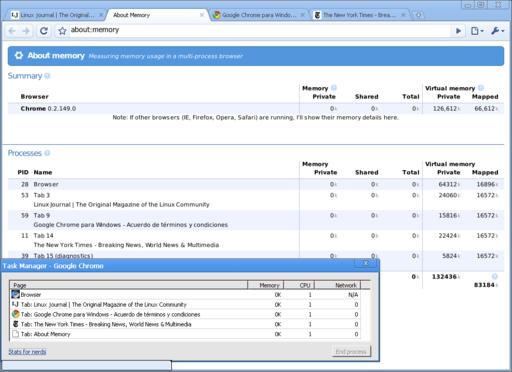 Linux Journal | The Original...
About Memory
Google Chrome para Windo...
The New York Times - Brea...
about:memory
About memory Measuring memory usage in a multi-process browser
Summary
Memory Virtual memory
Browser Private Shared Total Private Mapped
Chrome 0.2.149.0 0k 0k 0k 126,612k 66,612k
Note: If other browsers (IE, Firefox, Opera, Safari) are running, I'll show their memory details here.
Processes
Memory Virtual memory
PID Name Private Shared Total Private Mapped
28 Browser 0k 0k 0k 64312k 16896k
53 Tab 3 0k 0k 0k 24060k 16572k
Linux Journal | The Original Magazine of the Linux Community
59 Tab 9 0k 0k 0k 15816k 16572k
Google Chrome para Windows - Acuerdo de términos y condiciones
11 Tab 14 0k 0k 0k 22424k 16572k
The New York Times - Breaking News, World News & Multimedia
39 Tab 15 (diagnostics) 0k 0k 0k 5824k 16572k
0k 132436k
83184k
Task Manager - Google Chrome
Page Memory CPU Network
Browser 0K 1 N/A
Tab: Linux Journal | The Original Magazine of the Linux Community 0K 1 0
Tab: Google Chrome para Windows - Acuerdo de términos y condiciones 0K 1 0
Tab: The New York Times - Breaking News, World News & Multimedia 0K 1 0
Tab: About Memory 0K 1 0
Stats for nerds
End process